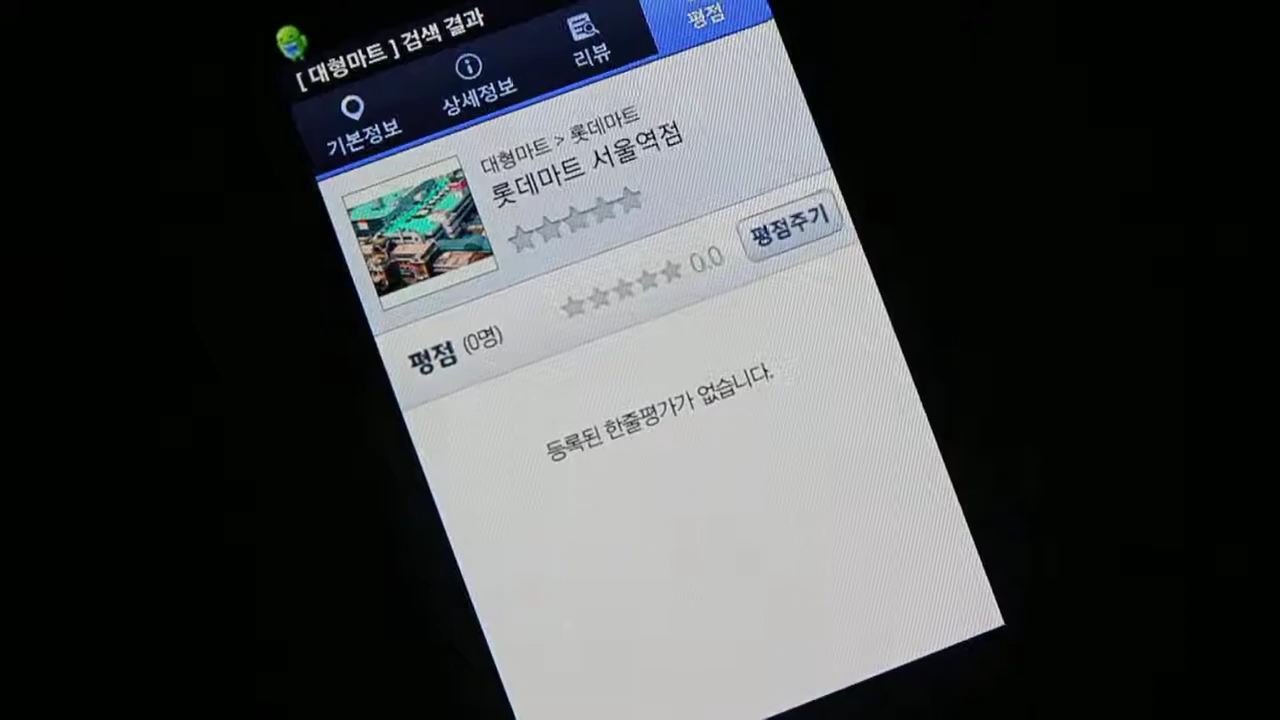 [ 대형마트 ] 검색 결과
기본정보
상세정보
리뷰
평점
대형마트 > 롯데마트
롯데마트 서울역점
평점 (0명)
0.0
평점주기
등록된 한줄평가가 없습니다.